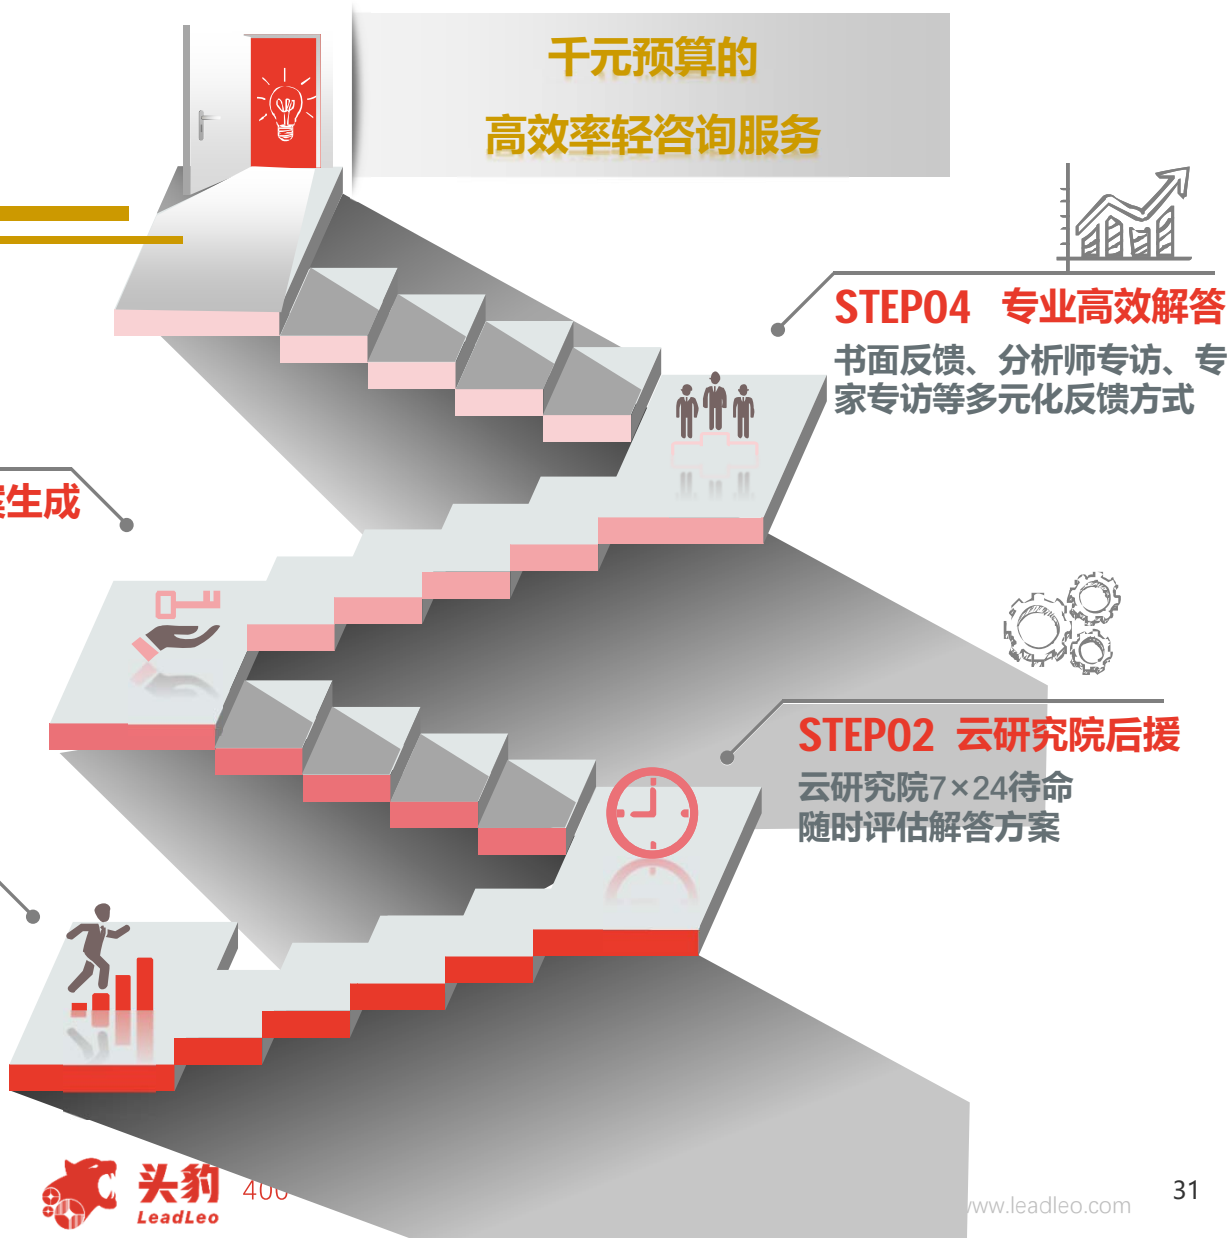 千元预算的
高效率轻咨询服务
STEP04 专业高效解答
书面反馈、分析师专访、专
家专访等多元化反馈方式
生成
STEP02 云研究院后援
云研究院7×24待命
随时评估解答方案
头豹
LeadLeo
400
www.leadleo.com
31